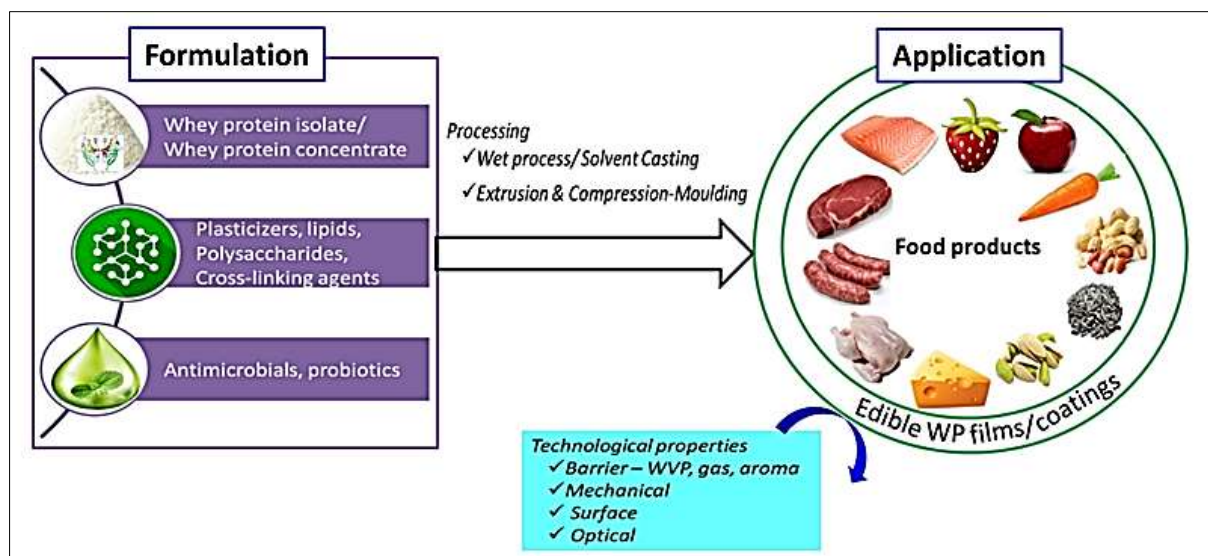 Formulation
Whey protein isolate/
Whey protein concentrate
Plasticizers, lipids,
Polysaccharides,
Cross-linking agents
Antimicrobials, probiotics
Processing
✓Wet process/Solvent Casting
✓Extrusion & Compression-Moulding
Application
Food products
Edible WP films/coatings
Technological properties
✓Barrier – WVP, gas, aroma
✓Mechanical
✓ Surface
✓ Optical